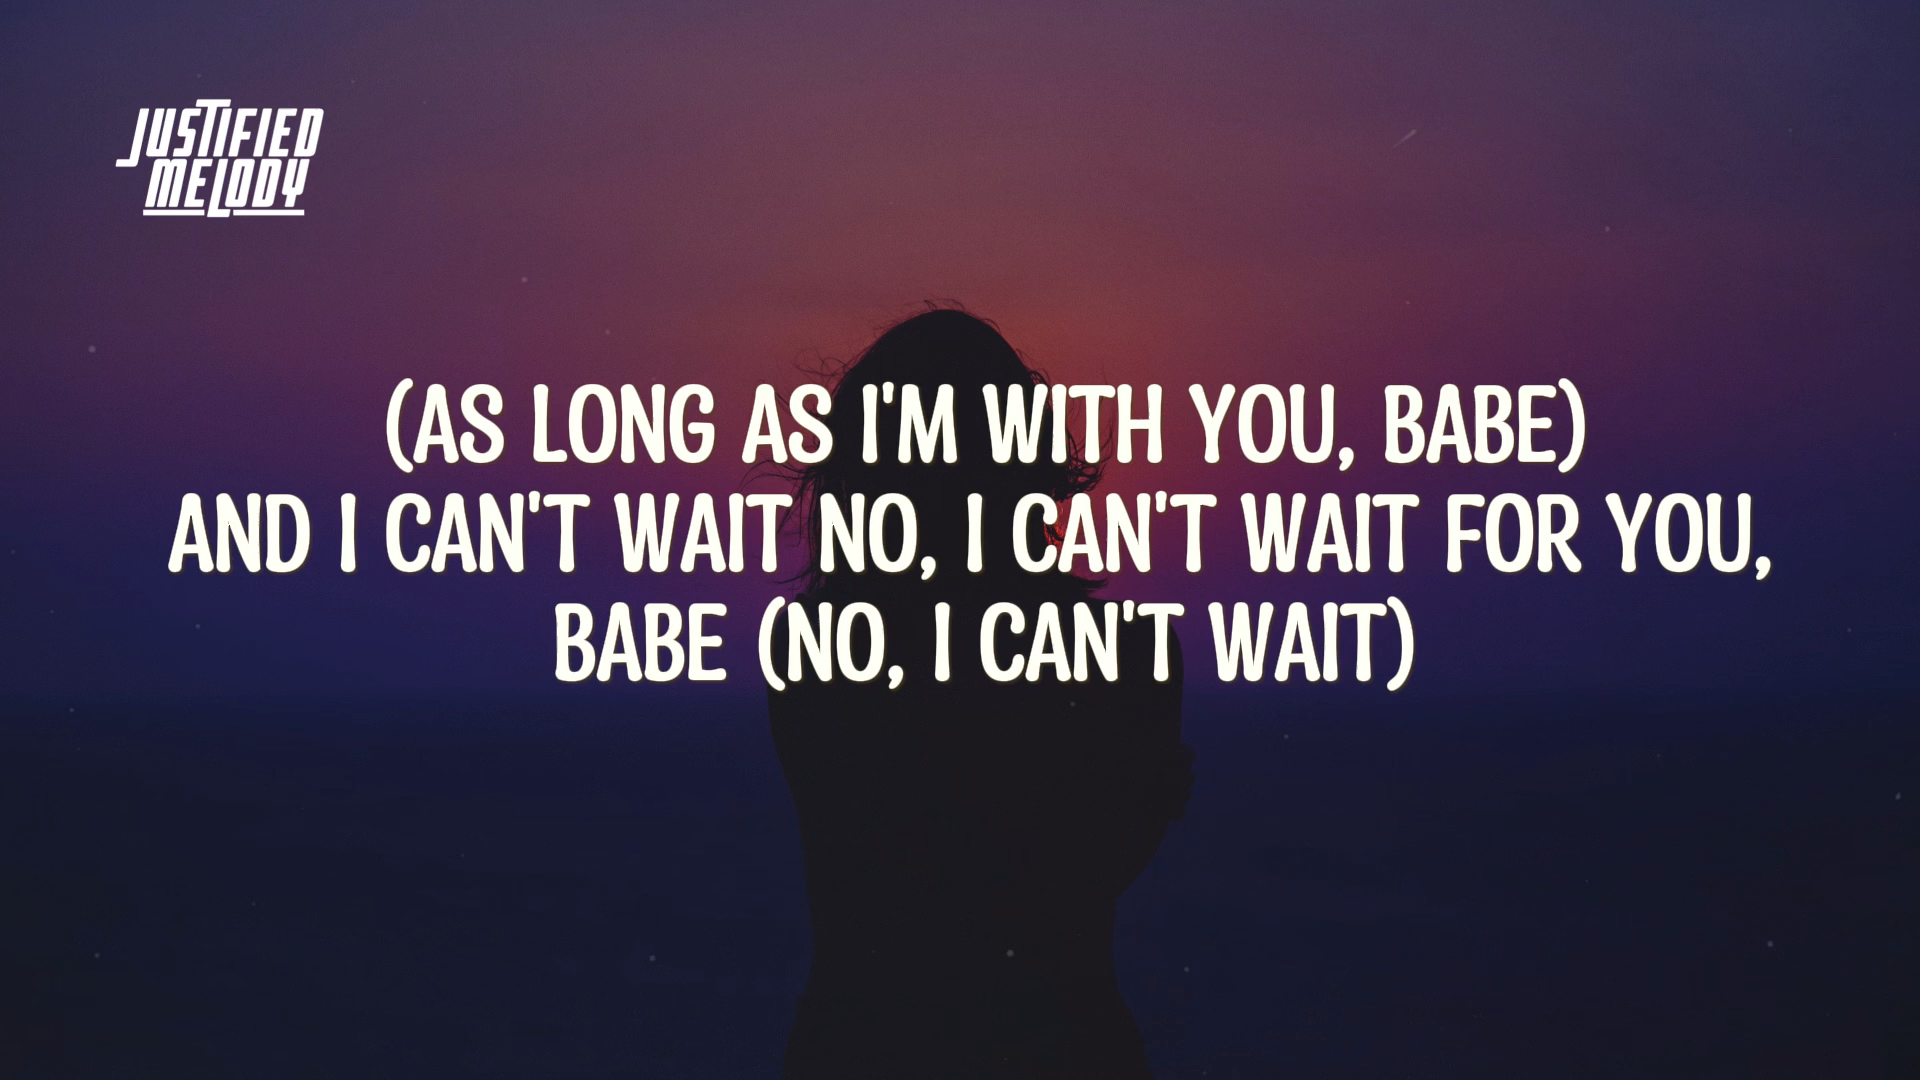 JUSTIFIED
MELODY
(AS LONG AS I'M WITH YOU, BABE)
AND I CAN'T WAIT NO, I CAN'T WAIT FOR YOU,
BABE (NO, I CAN'T WAIT)